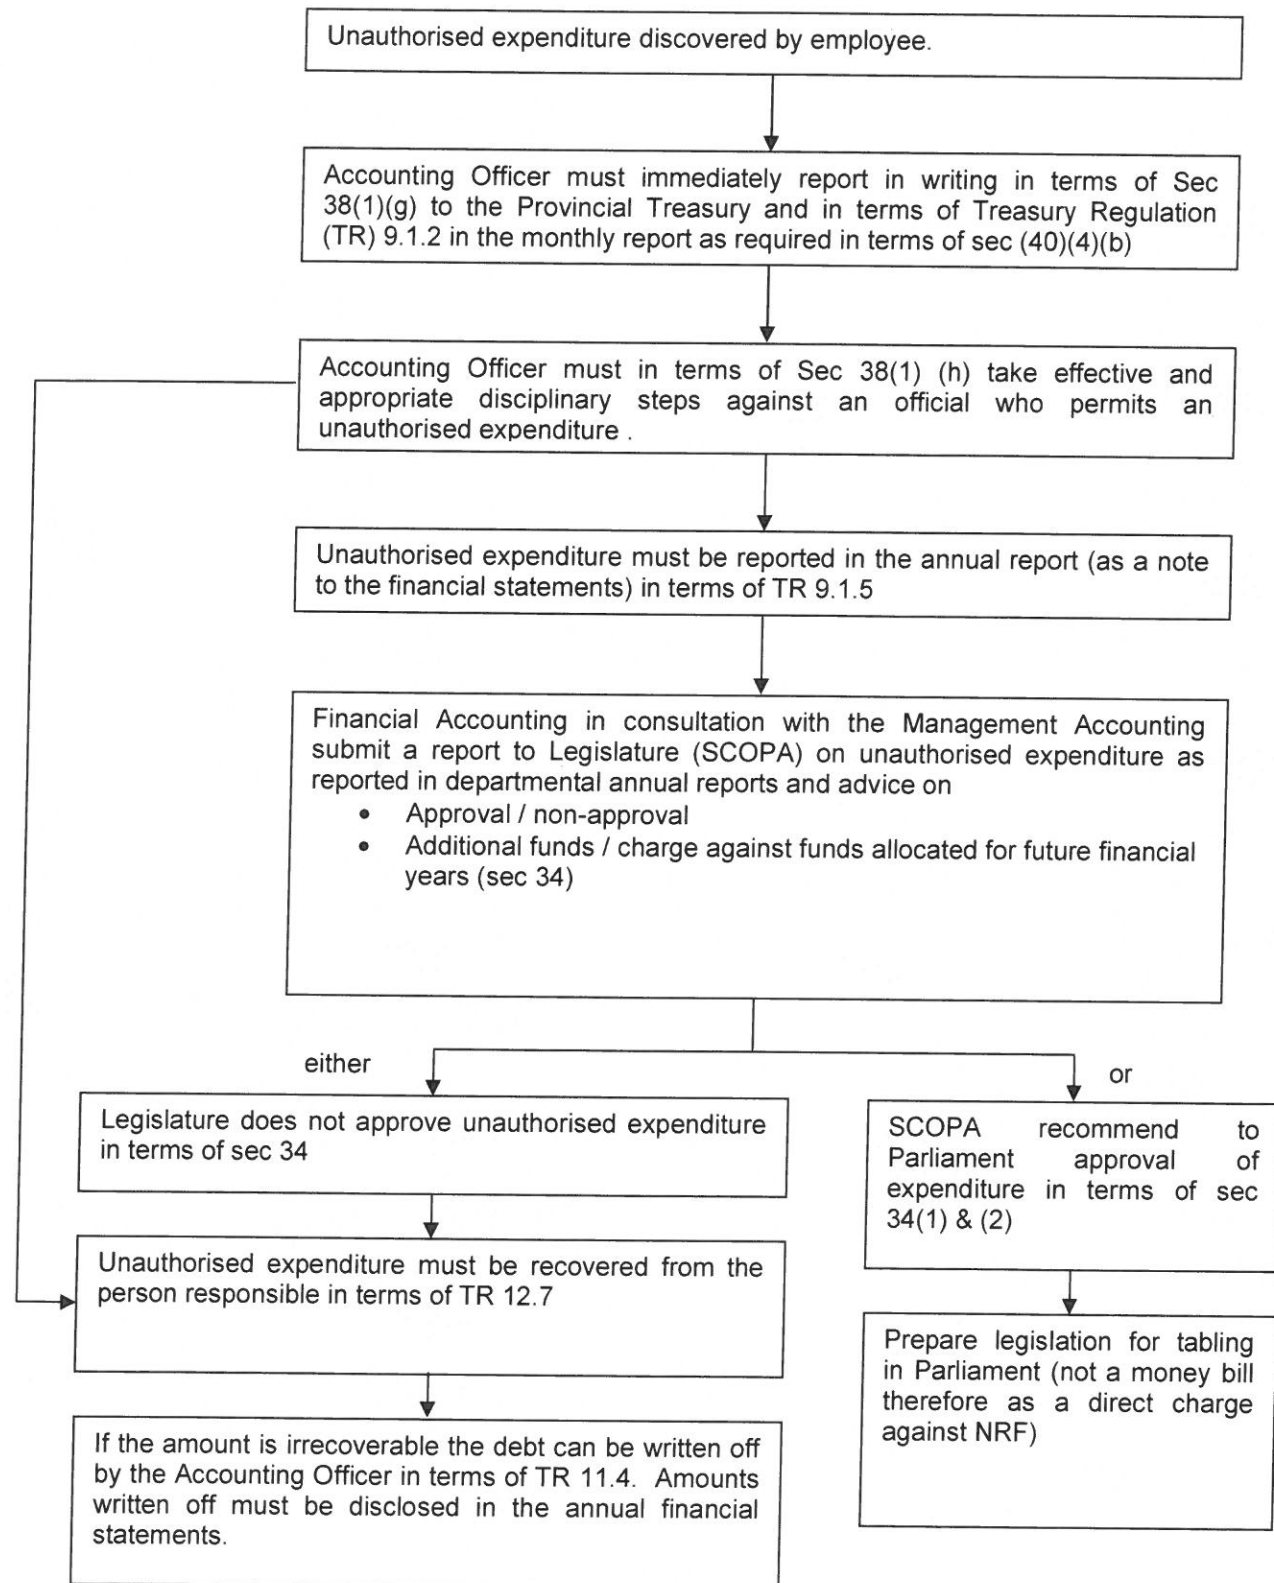 Unauthorised expenditure discovered by employee.
Accounting Officer must immediately report in writing in terms of Sec
38(1)(g) to the Provincial Treasury and in terms of Treasury Regulation
(TR) 9.1.2 in the monthly report as required in terms of sec (40)(4)(b)
Accounting Officer must in terms of Sec 38(1) (h) take effective and
appropriate disciplinary steps against an official who permits an
unauthorised expenditure .
Unauthorised expenditure must be reported in the annual report (as a note
to the financial statements) in terms of TR 9.1.5
Financial Accounting in consultation with the Management Accounting
submit a report to Legislature (SCOPA) on unauthorised expenditure as
reported in departmental annual reports and advice on
• Approval / non-approval
• Additional funds / charge against funds allocated for future financial
years (sec 34)
either
or
Legislature does not approve unauthorised expenditure
in terms of sec 34
SCOPA recommend to
Parliament approval of
expenditure in terms of sec
34(1) & (2)
Unauthorised expenditure must be recovered from the
person responsible in terms of TR 12.7
Prepare legislation for tabling
in Parliament (not a money bill
therefore as a direct charge
against NRF)
If the amount is irrecoverable the debt can be written off
by the Accounting Officer in terms of TR 11.4. Amounts
written off must be disclosed in the annual financial
statements.